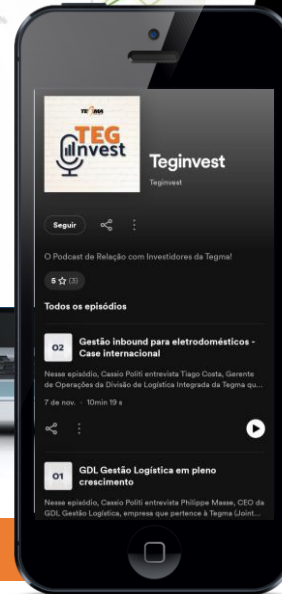 TEGMA
TEG
invest
Teginvest
Teginvest
Seguir
O Podcast de Relação com Investidores da Tegma!
5 ☆ (3)
Todos os episódios
02
Gestão inbound para eletrodomésticos -
Case internacional
Nesse episódio, Cassio Politi entrevista Tiago Costa, Gerente
de Operações da Divisão de Logística Integrada da Tegma qu...
7 de nov. · 10min 19 s
01
GDL Gestão Logística em pleno
crescimento
Nesse episódio, Cassio Politi entrevista Philippe Masse, CEO da
GDL Gestão Logística, empresa que pertence à Tegma (Joint...